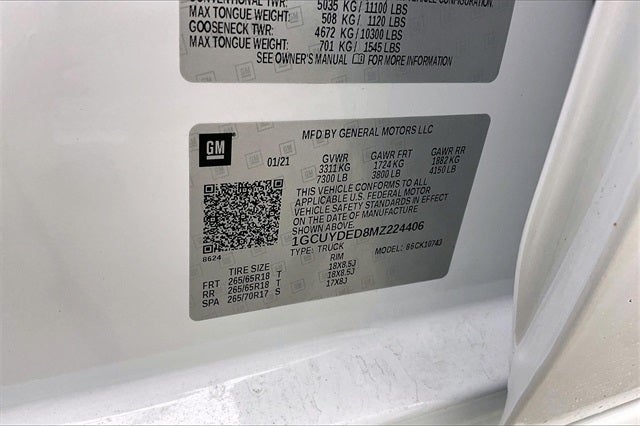 CONVENTIONAL TWR: 5035 KG/ 11100 LBS
MAX TONGUE WEIGHT: 508 KG/ 1120 LBS
GOOSENECK TWR: 4672 KG/ 10300 LBS
MAX TONGUE WEIGHT: 701 KG/ 1545 LBS
SEE OWNER'S MANUAL FOR MORE INFORMATION
GM
MFD BY GENERAL MOTORS LLC
01/21 GVWR GAWR FRT GAWR RR
3311 KG 1724 KG 1882 KG
7300 LB 3800 LB 4150 LB
THIS VEHICLE CONFORMS TO ALL
APPLICABLE U.S. FEDERAL MOTOR
VEHICLE SAFETY STANDARDS IN EFFECT
ON THE DATE OF MANUFACTURE
SHOWN ABOVE.
1GCUYDED8MZ224406
8624
TYPE: TRUCK MODEL: 86CK10743
TIRE SIZE RIM
FRT 265/65R18 T 18X8.5J
RR 265/65R18 T 18X8.5J
SPA 265/70R17 S 17X8J